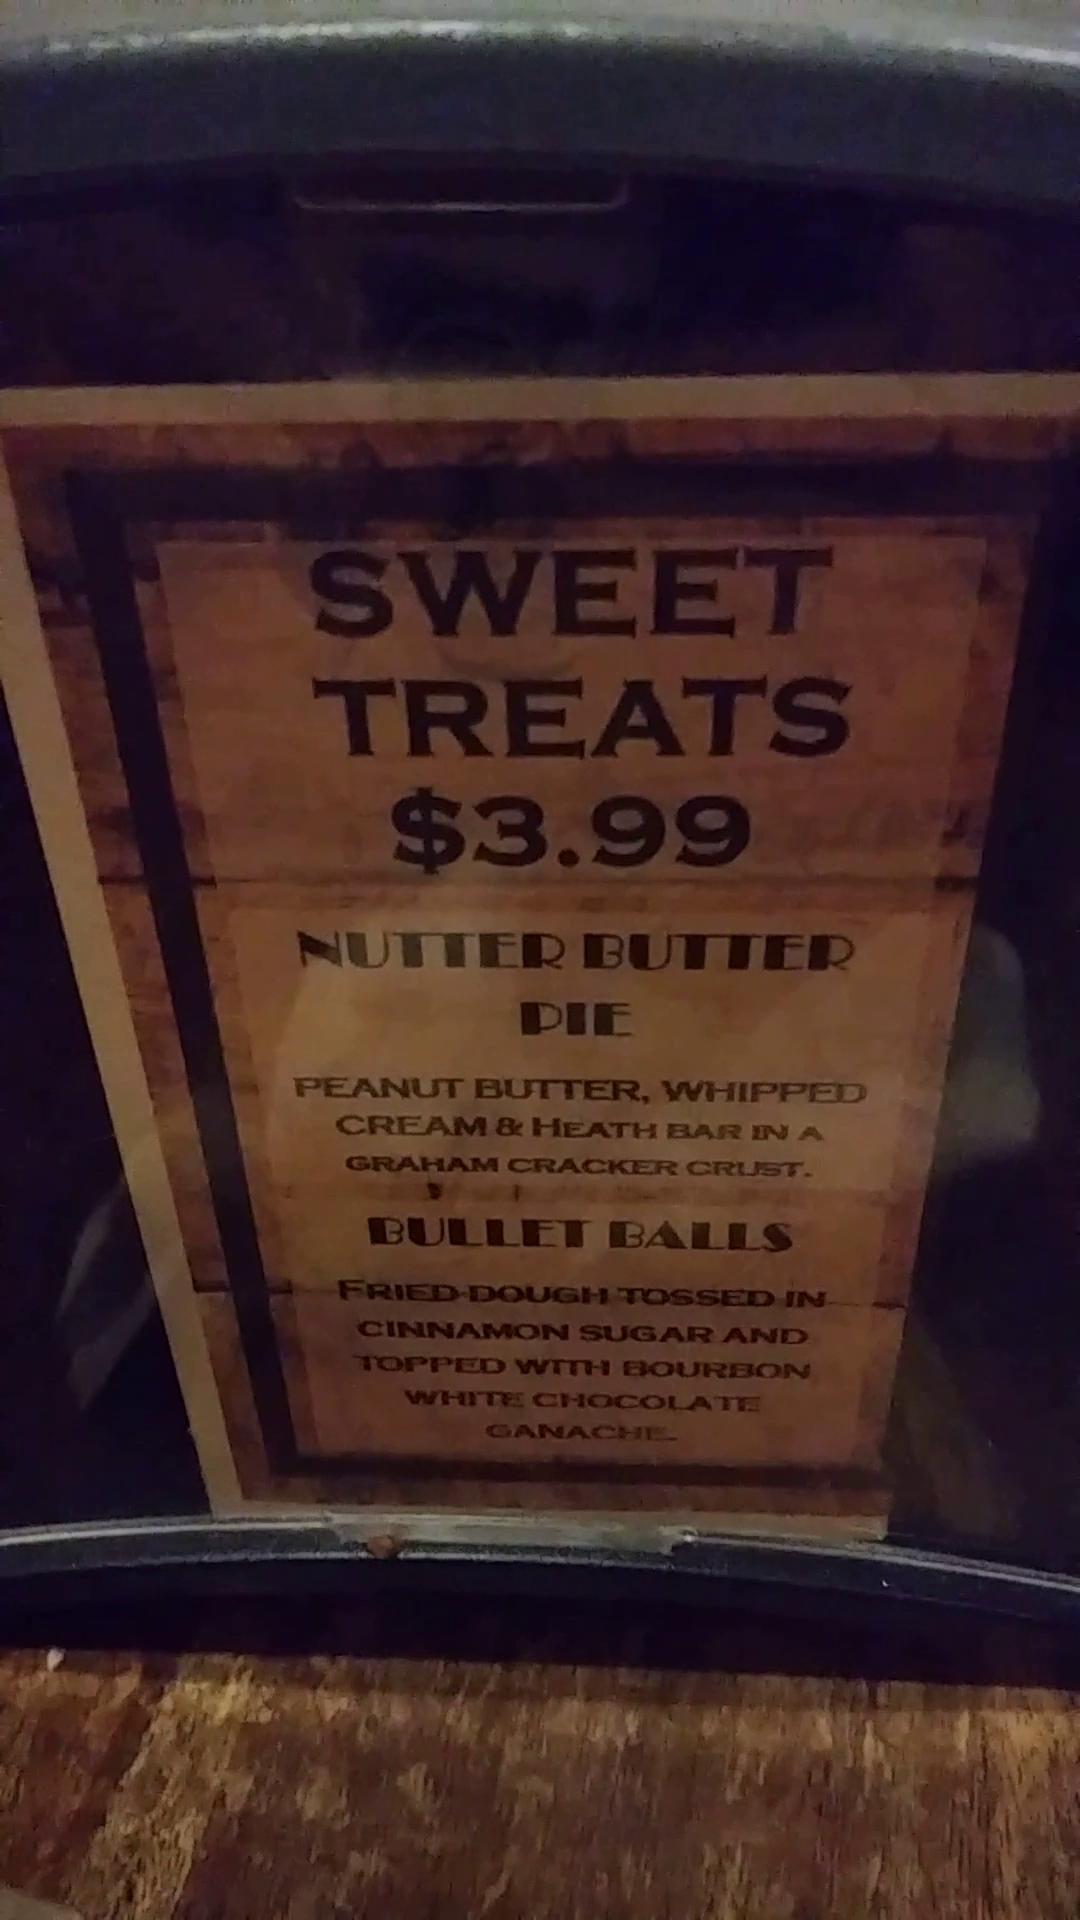 SWEET
TREATS
$3.99
NUTTER BUTTER
PIE
PEANUT BUTTER, WHIPPED
CREAM & HEATH BAR IN A
GRAHAM CRACKER CRUST.
BULLET BALLS
FRIED DOUGH TOSSED IN
CINNAMON SUGAR AND
TOPPED WITH BOURBON
WHITE CHOCOLATE
GANACHE.